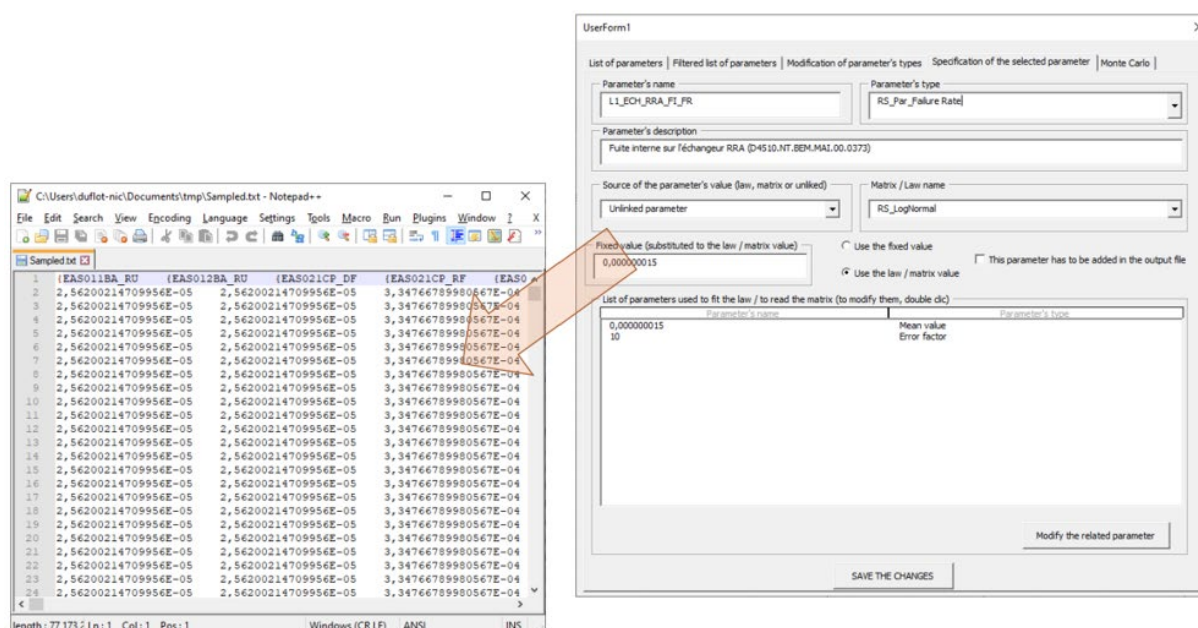 UserForm1
List of parameters | Filtered list of parameters | Modification of parameter's types | Specification of the selected parameter | Monte Carlo |
Parameter's name
L1_ECH_RRA_FI_FR
Parameter's type
RS_Par_Failure Rate
Parameter's description
Fuite interne sur l'échangeur RRA (D4510.NT.BEM.MAI.00.0373)
Source of the parameter's value (law, matrix or unliked)
Unlinked parameter
Matrix / Law name
RS_LogNormal
Fixed value (substituted to the law / matrix value)
0,000000015
Use the fixed value
Use the law / matrix value
This parameter has to be added in the output file
List of parameters used to fit the law / to read the matrix (to modify them, double clic)
Parameter's name Parameter's type
0,000000015 Mean value
10 Error factor
Modify the related parameter
SAVE THE CHANGES
C:\Users\duflot-nic\Documents\tmp\Sampled.txt - Notepad++
File Edit Search View Encoding Language Settings Tools Macro Run Plugins Window ? X
Sampled.txt
1 {EAS011BA_RU {EAS012BA_RU {EAS021CP_DF {EAS021CP_RF {EAS0
2 2,56200214709956E-05 2,56200214709956E-05 3,34766789980567E-04
3 2,56200214709956E-05 2,56200214709956E-05 3,34766789980567E-04
4 2,56200214709956E-05 2,56200214709956E-05 3,34766789980567E-04
5 2,56200214709956E-05 2,56200214709956E-05 3,34766789980567E-04
6 2,56200214709956E-05 2,56200214709956E-05 3,34766789980567E-04
7 2,56200214709956E-05 2,56200214709956E-05 3,34766789980567E-04
8 2,56200214709956E-05 2,56200214709956E-05 3,34766789980567E-04
9 2,56200214709956E-05 2,56200214709956E-05 3,34766789980567E-04
10 2,56200214709956E-05 2,56200214709956E-05 3,34766789980567E-04
11 2,56200214709956E-05 2,56200214709956E-05 3,34766789980567E-04
12 2,56200214709956E-05 2,56200214709956E-05 3,34766789980567E-04
13 2,56200214709956E-05 2,56200214709956E-05 3,34766789980567E-04
14 2,56200214709956E-05 2,56200214709956E-05 3,34766789980567E-04
15 2,56200214709956E-05 2,56200214709956E-05 3,34766789980567E-04
16 2,56200214709956E-05 2,56200214709956E-05 3,34766789980567E-04
17 2,56200214709956E-05 2,56200214709956E-05 3,34766789980567E-04
18 2,56200214709956E-05 2,56200214709956E-05 3,34766789980567E-04
19 2,56200214709956E-05 2,56200214709956E-05 3,34766789980567E-04
20 2,56200214709956E-05 2,56200214709956E-05 3,34766789980567E-04
21 2,56200214709956E-05 2,56200214709956E-05 3,34766789980567E-04
22 2,56200214709956E-05 2,56200214709956E-05 3,34766789980567E-04
23 2,56200214709956E-05 2,56200214709956E-05 3,34766789980567E-04
24 2,56200214709956E-05 2,56200214709956E-05 3,34766789980567E-04
length : 77 173 2 Ln : 1 Col : 1 Pos : 1 Windows (CR LF) ANSI INS